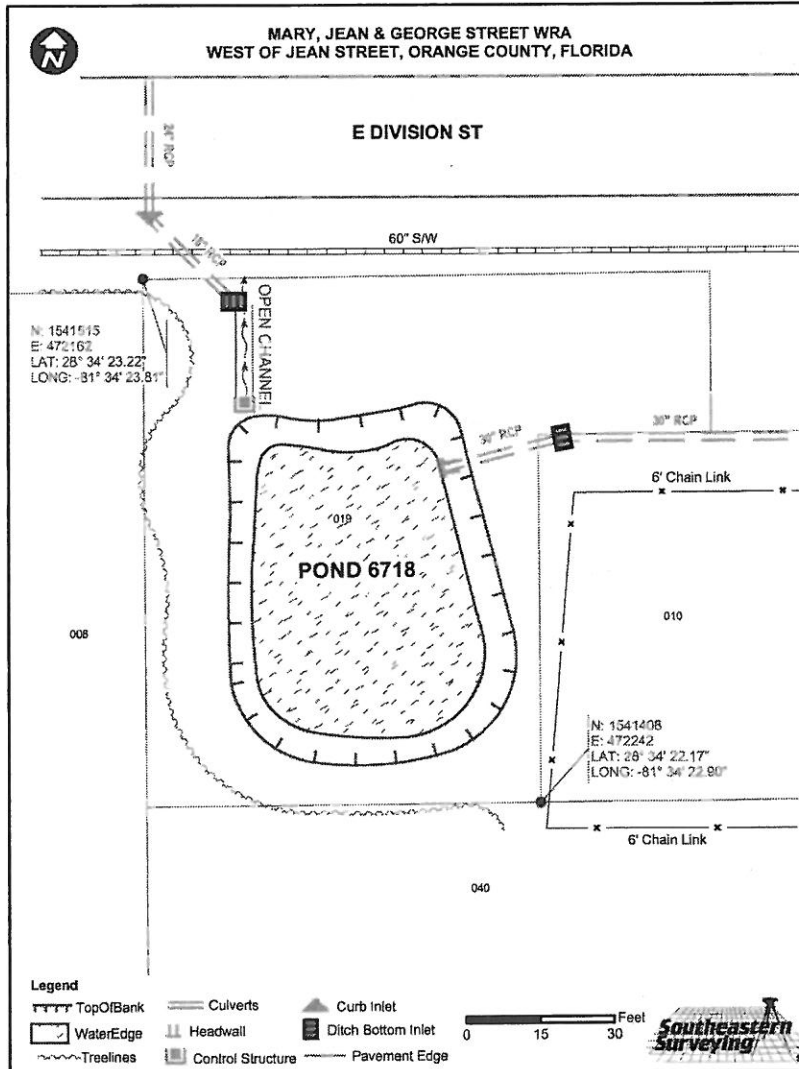 MARY, JEAN & GEORGE STREET WRA
WEST OF JEAN STREET, ORANGE COUNTY, FLORIDA
N
E DIVISION ST
24" RCP
60" S/W
RCP
OPEN CHANNEL
N: 1541515
E: 472162
LAT: 28° 34' 23.22"
LONG: -81° 34' 23.81"
30" RCP
30" RCP
6' Chain Link
019
POND 6718
008
010
N: 1541408
E: 472242
LAT: 28° 34' 22.17"
LONG: -81° 34' 22.90"
6' Chain Link
040
Legend
TopOfBank
Culverts
Curb Inlet
WaterEdge
Headwall
Ditch Bottom Inlet
Treelines
Control Structure
Pavement Edge
Feet
0 15 30
Southeastern
Surveying